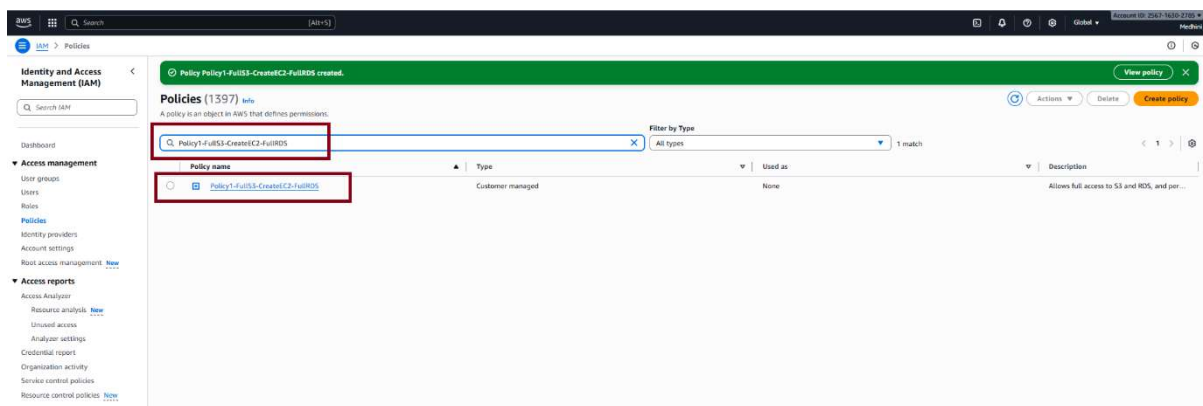 aws Search [Alt+S] Global Account ID: 2567-1630-2785
Medhini
IAM > Policies
Identity and Access Management (IAM)
Search IAM
Dashboard
Access management
User groups
Users
Roles
Policies
Identity providers
Account settings
Root access management New
Access reports
Access Analyzer
Resource analysis New
Unused access
Analyzer settings
Credential report
Organization activity
Service control policies
Resource control policies New
Policy Policy1-FullS3-CreateEC2-FullRDS created. View policy
Policies (1397) Info Actions Delete Create policy
A policy is an object in AWS that defines permissions.
Filter by Type
Policy1-FullS3-CreateEC2-FullRDS All types 1 match 1
Policy name Type Used as Description
Policy1-FullS3-CreateEC2-FullRDS Customer managed None Allows full access to S3 and RDS, and per...